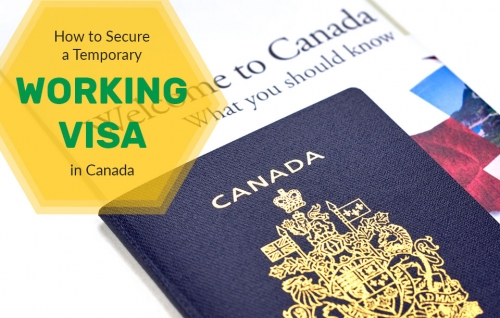 How to Secure
a Temporary
WORKING
VISA
in Canada
Welcome to Canada
What you should know
CANADA